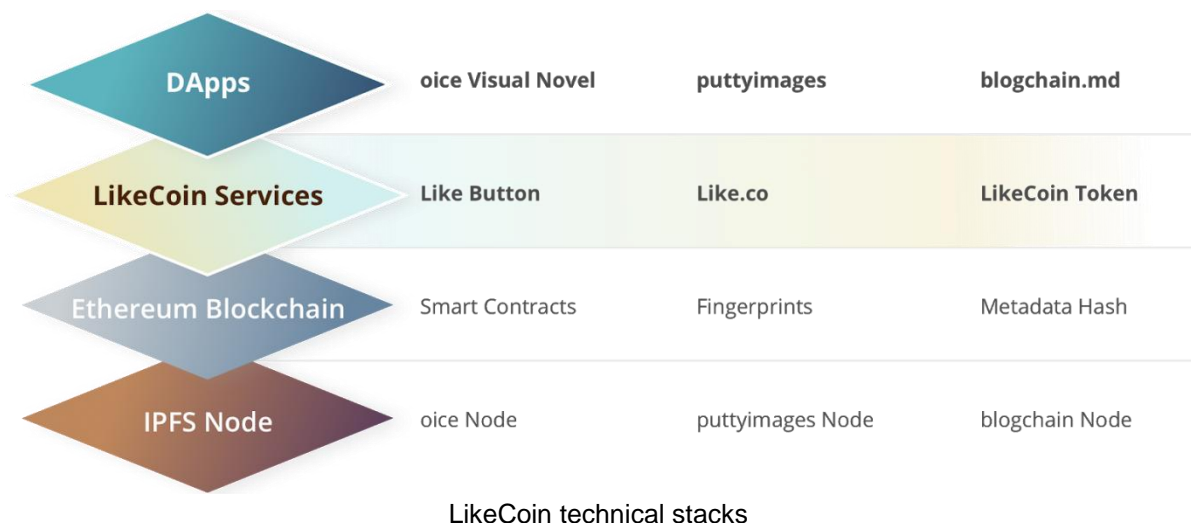 DApps oice Visual Novel puttyimages blogchain.md
LikeCoin Services Like Button Like.co LikeCoin Token
Ethereum Blockchain Smart Contracts Fingerprints Metadata Hash
IPFS Node oice Node puttyimages Node blogchain Node
LikeCoin technical stacks